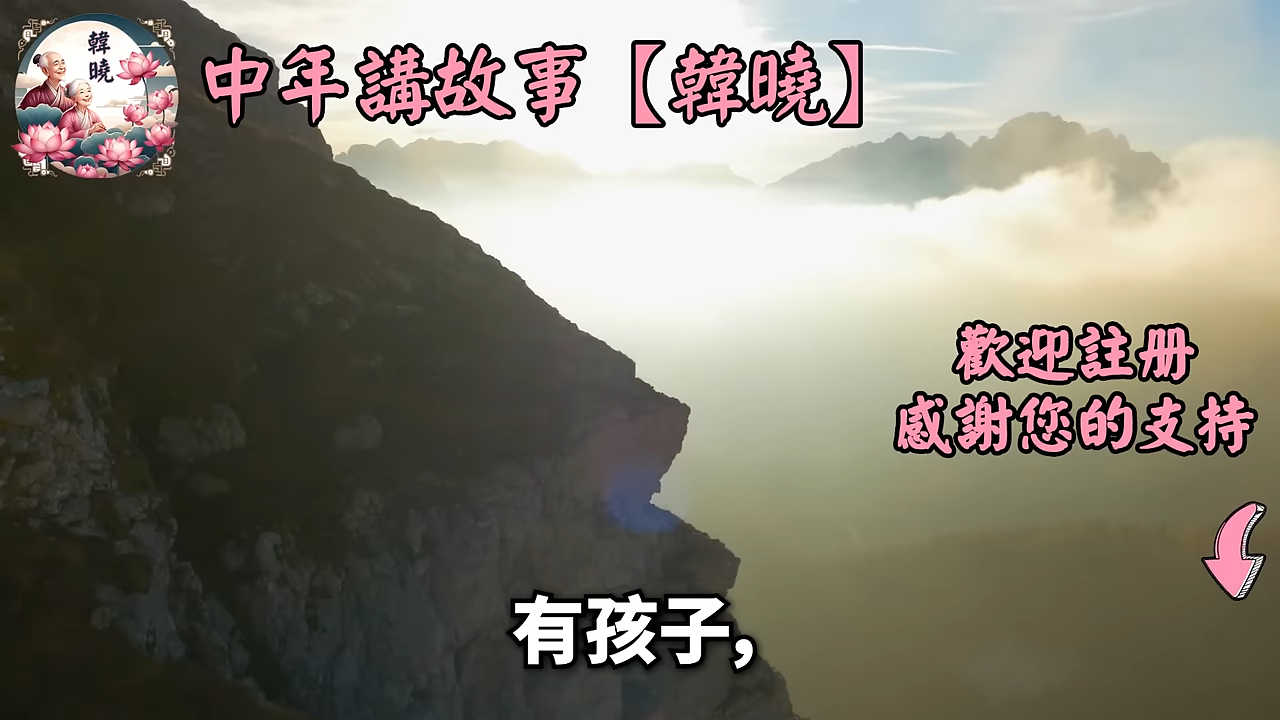 韓曉
中年講故事【韓曉】
歡迎註册
感謝您的支持
有孩子,